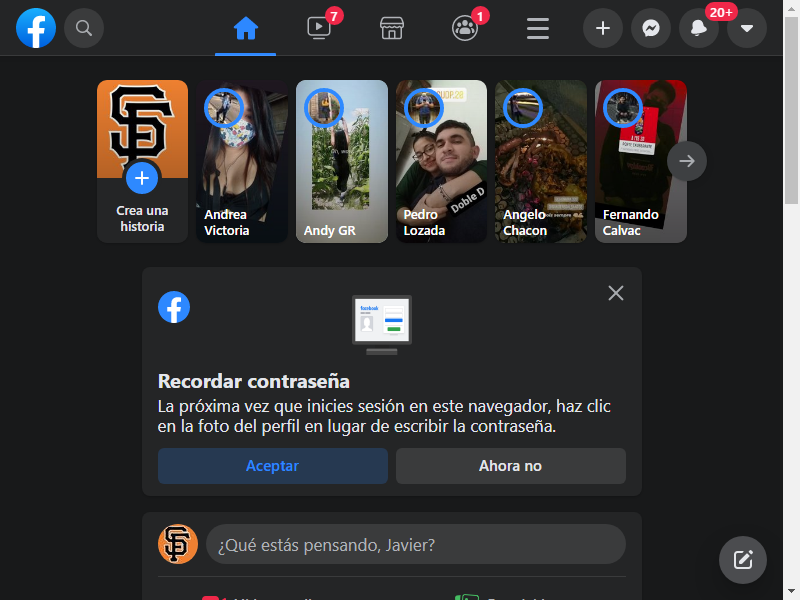 7
1
20+
Crea una
historia
Andrea
Victoria
Andy GR
Pedro
Lozada
Doble D
Angelo
Chacon
Fernando
Calvac
facebook
Recordar contraseña
La próxima vez que inicies sesión en este navegador, haz clic
en la foto del perfil en lugar de escribir la contraseña.
Aceptar
Ahora no
¿Qué estás pensando, Javier?